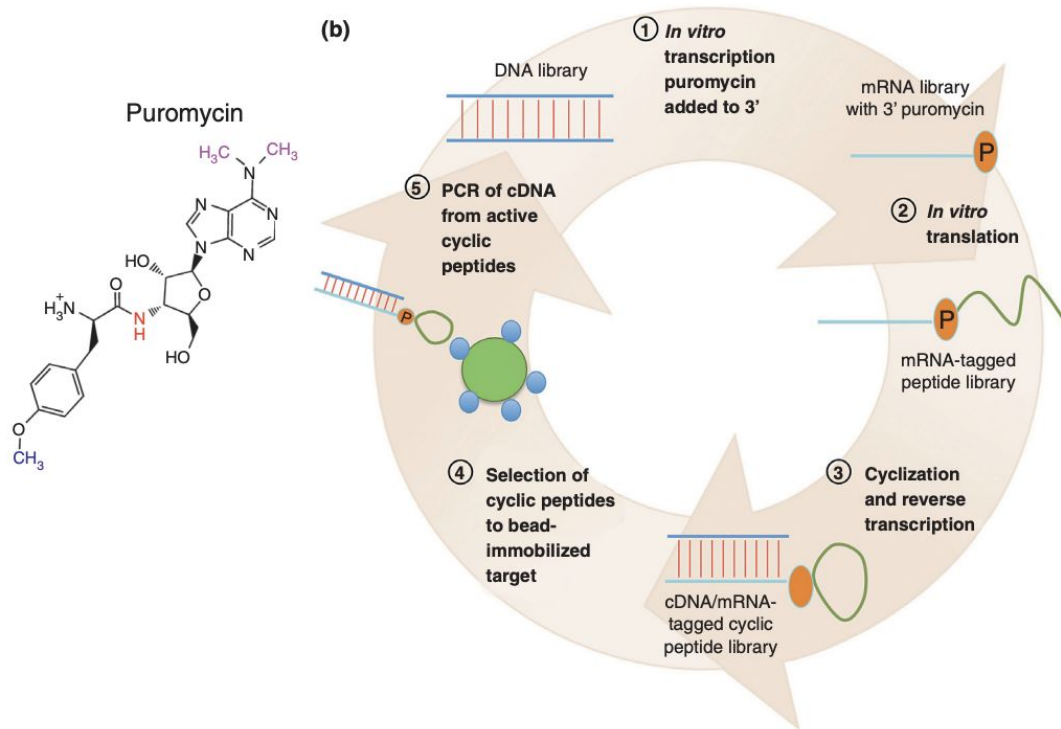 Puromycin
H₃C
CH₃
N
N
N
N
N
HO
O
O
H₃N⁺
N
H
HO
O
CH₃
(b)
DNA library
① In vitro
transcription
puromycin
added to 3'
mRNA library
with 3' puromycin
P
② In vitro
translation
P
mRNA-tagged
peptide library
③ Cyclization
and reverse
transcription
cDNA/mRNA-
tagged cyclic
peptide library
④ Selection of
cyclic peptides
to bead-
immobilized
target
⑤ PCR of cDNA
from active
cyclic
peptides
P